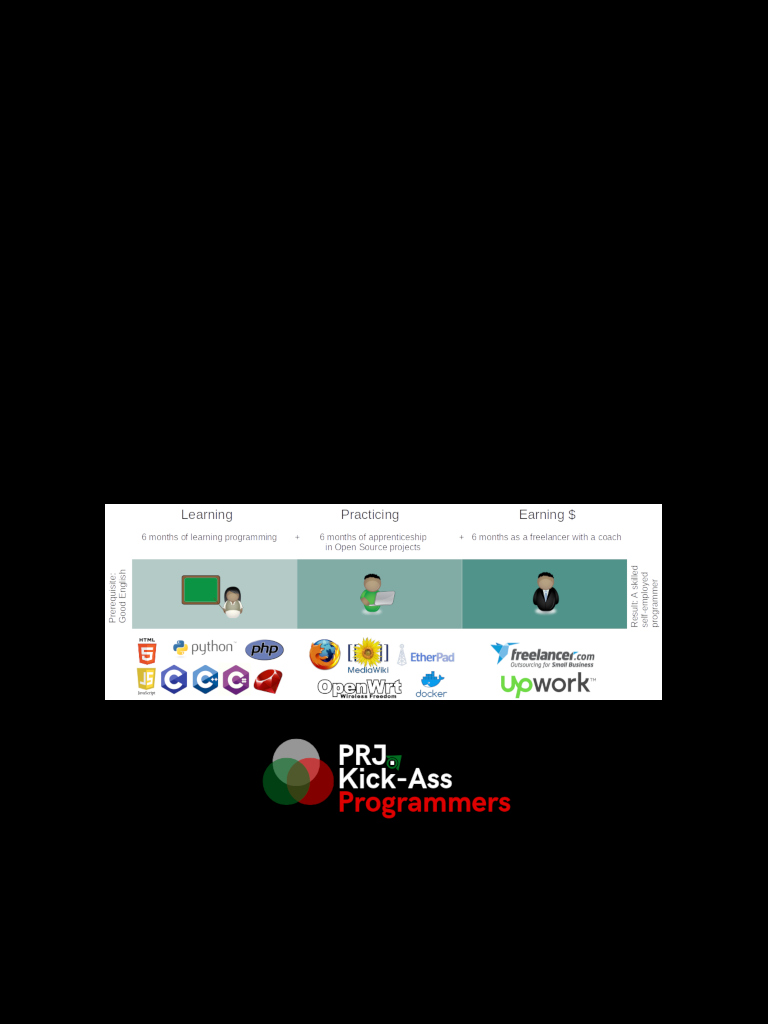 Learning
Practicing
Earning $
6 months of learning programming
+
6 months of apprenticeship
in Open Source projects
+
6 months as a freelancer with a coach
Prerequisite:
Good English
Result: A skilled
self-employed
programmer
HTML
5
python
php
JS
JavaScript
C
C++
C#
MediaWiki
EtherPad
OpenWrt
Wireless Freedom
docker
freelancer.com
Outsourcing for Small Business
upwork™
PRJ
Kick-Ass
Programmers